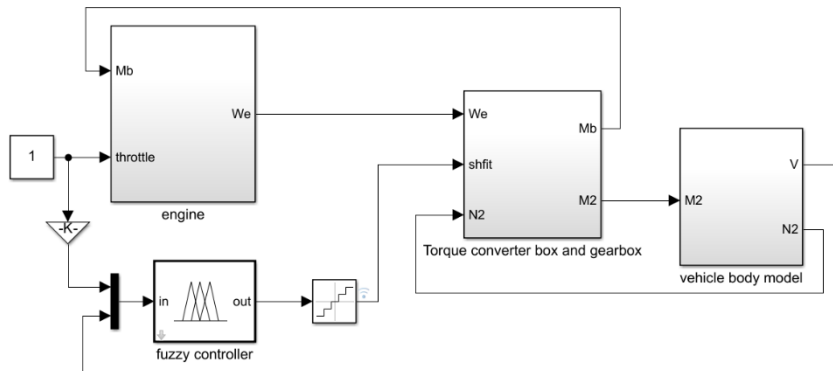 Mb
We
throttle
engine
1
-K-
in
out
fuzzy controller
We
shfit
N2
Mb
M2
Torque converter box and gearbox
M2
V
N2
vehicle body model